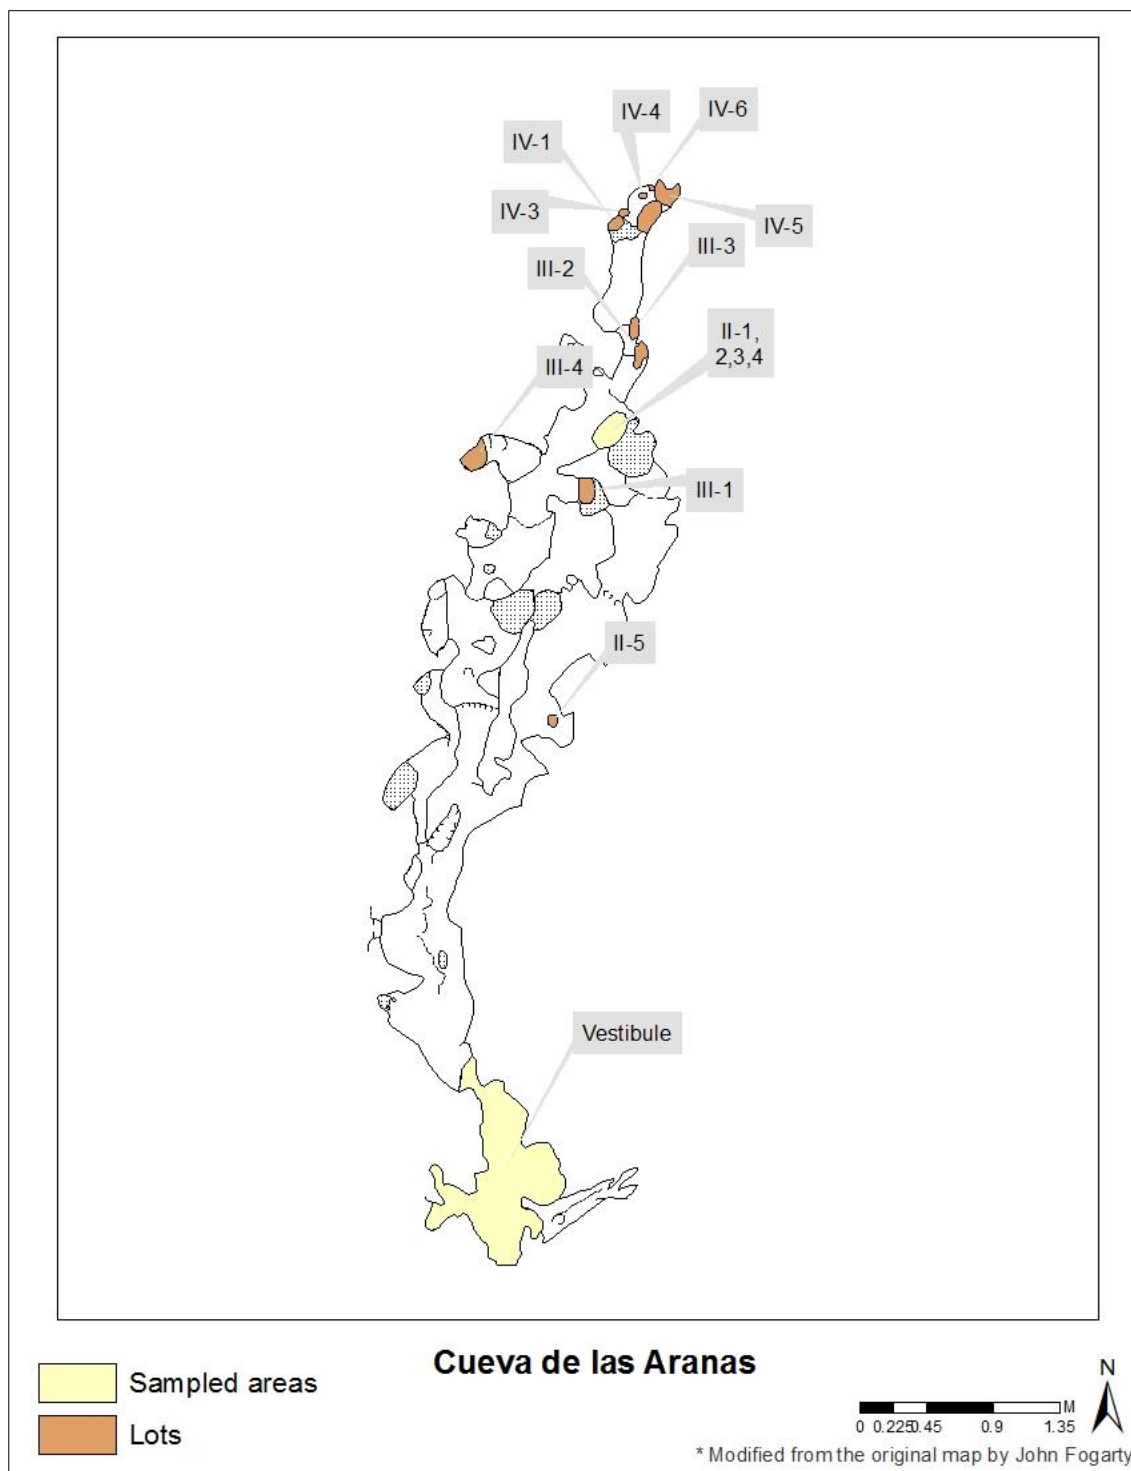 IV-4
IV-6
IV-1
IV-3
IV-5
III-3
III-2
II-1,
2,3,4
III-4
III-1
II-5
Vestibule
Cueva de las Aranas
Sampled areas
Lots
N
M
0 0.225 0.45 0.9 1.35
* Modified from the original map by John Fogarty